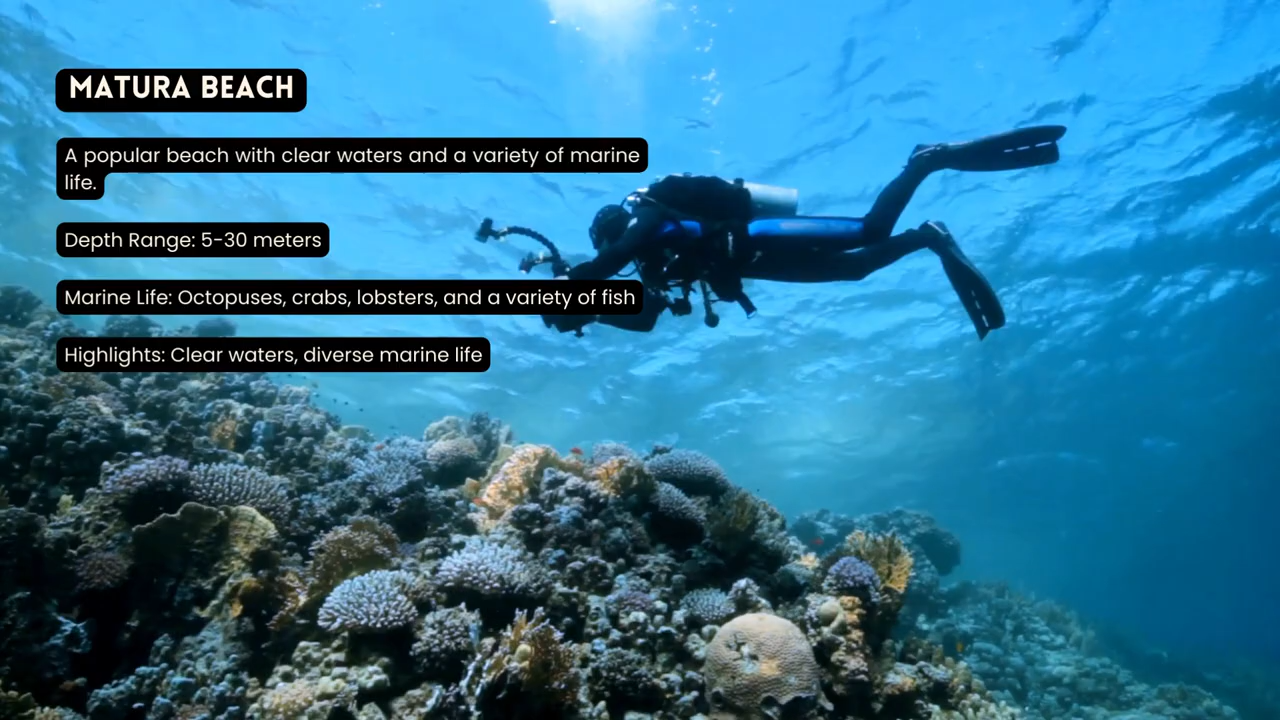 MATURA BEACH
A popular beach with clear waters and a variety of marine
life.
Depth Range: 5-30 meters
Marine Life: Octopuses, crabs, lobsters, and a variety of fish
Highlights: Clear waters, diverse marine life